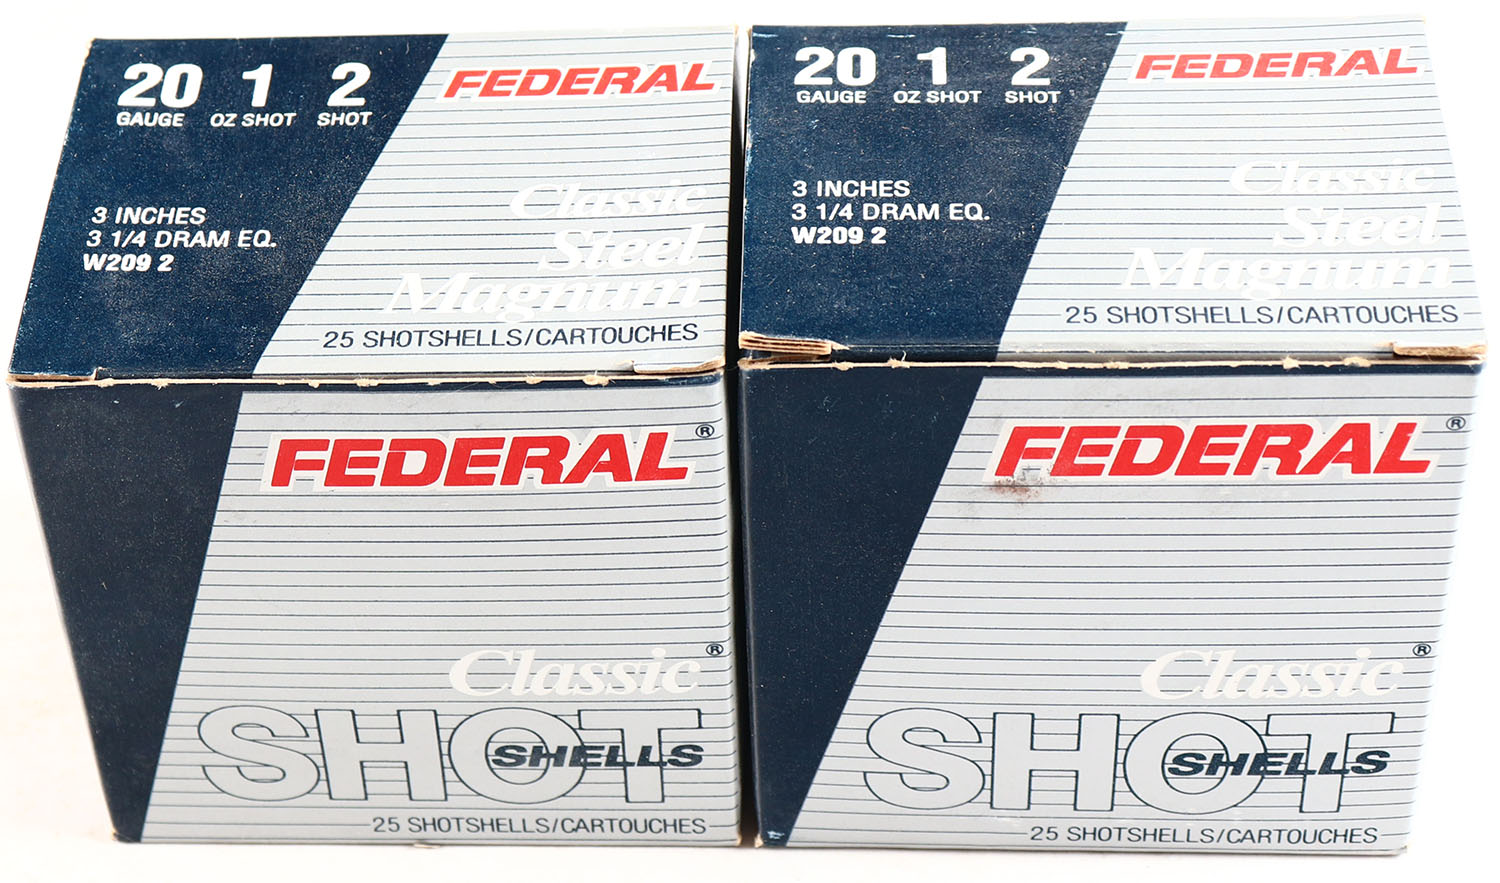 20 1 2 FEDERAL
GAUGE OZ SHOT SHOT
3 INCHES
3 1/4 DRAM EQ.
W209 2
Classic
Steel
Magnum
25 SHOTSHELLS/CARTOUCHES
FEDERAL®
Classic®
SHOT
SHELLS
25 SHOTSHELLS/CARTOUCHES
20 1 2 FEDERAL
GAUGE OZ SHOT SHOT
3 INCHES
3 1/4 DRAM EQ.
W209 2
Classic
Steel
Magnum
25 SHOTSHELLS/CARTOUCHES
FEDERAL®
Classic®
SHOT
SHELLS
25 SHOTSHELLS/CARTOUCHES